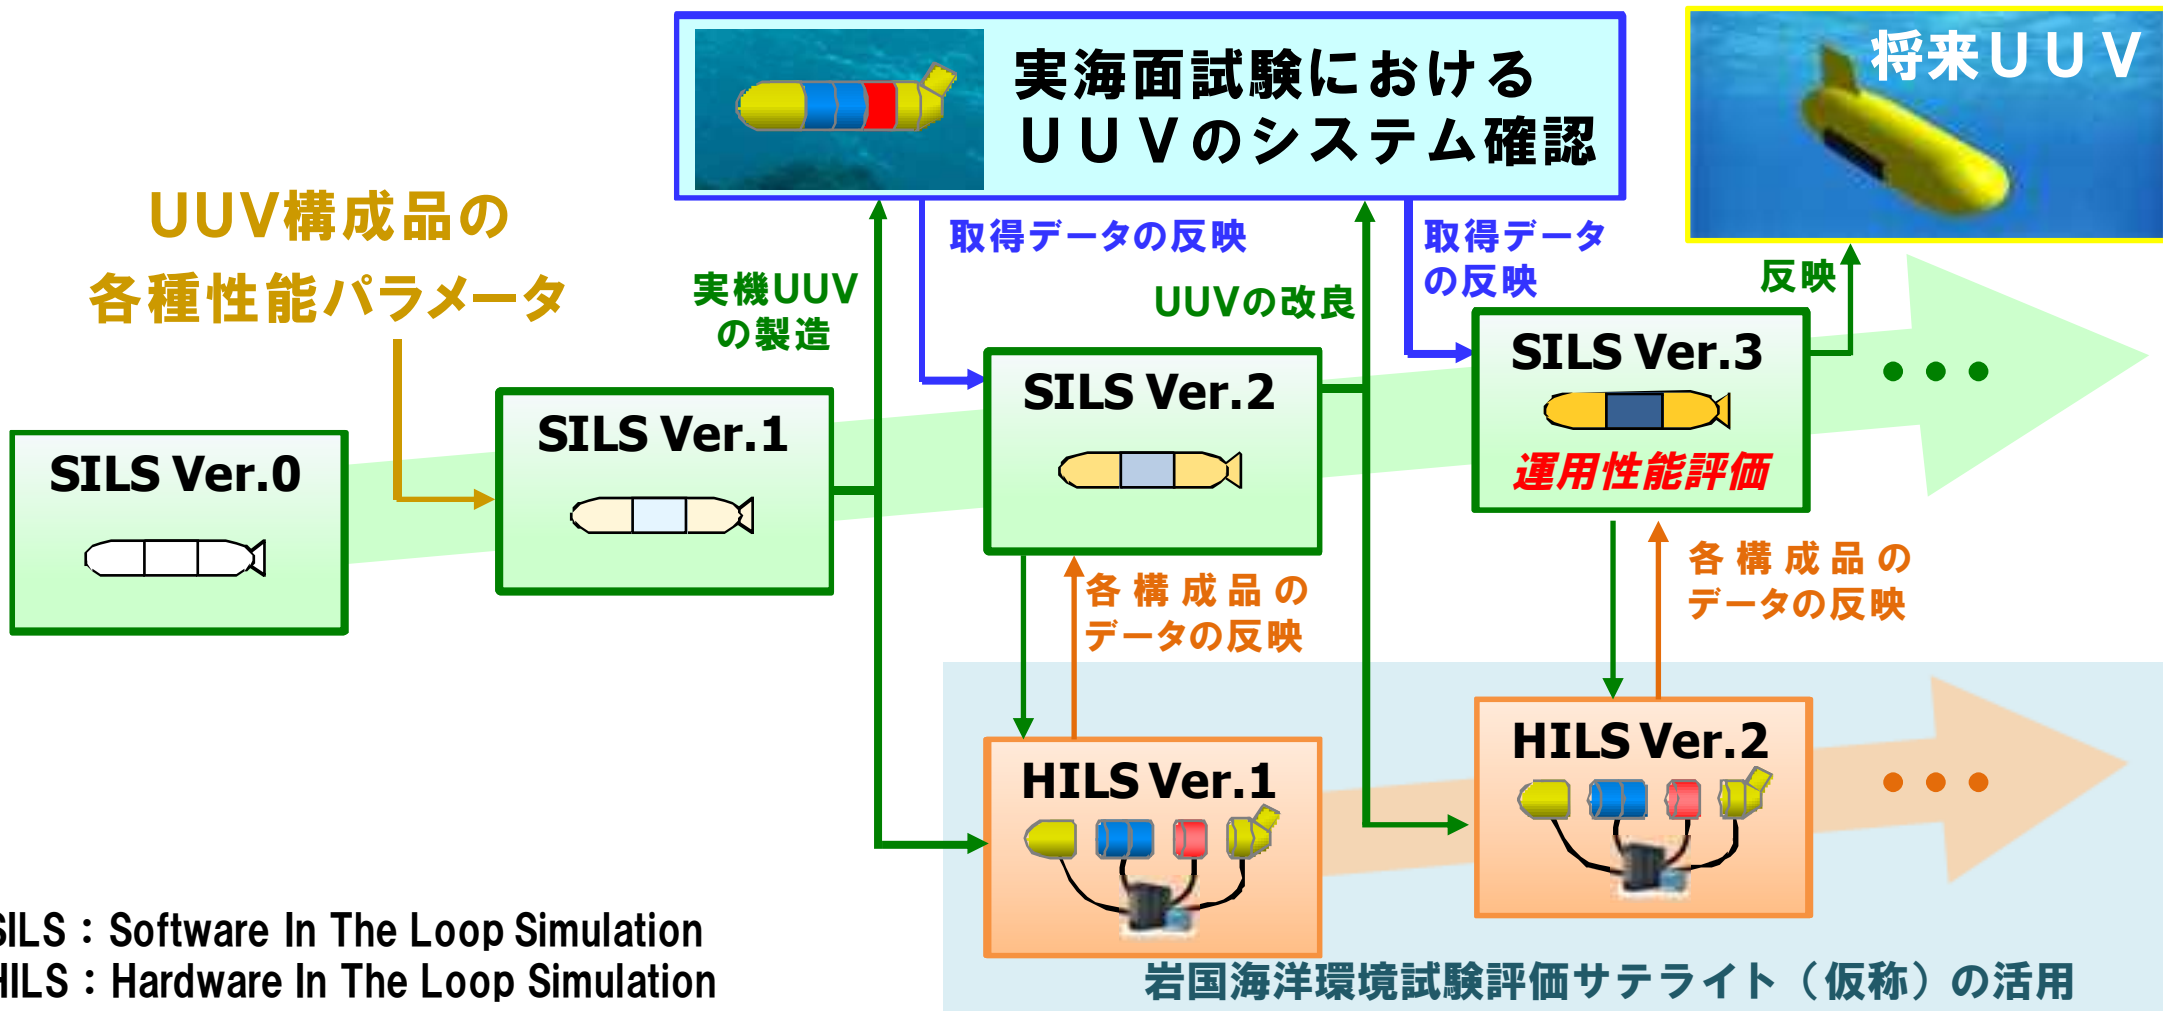 実海面試験における
ＵＵＶのシステム確認
将来ＵＵＶ
UUV構成品の
各種性能パラメータ
取得データの反映
取得データ
の反映
実機UUV
の製造
UUVの改良
反映
SILS Ver.0
SILS Ver.1
SILS Ver.2
SILS Ver.3
運用性能評価
・・・
各構成品の
データの反映
各構成品の
データの反映
HILS Ver.1
HILS Ver.2
・・・
SILS：Software In The Loop Simulation
HILS：Hardware In The Loop Simulation
岩国海洋環境試験評価サテライト（仮称）の活用